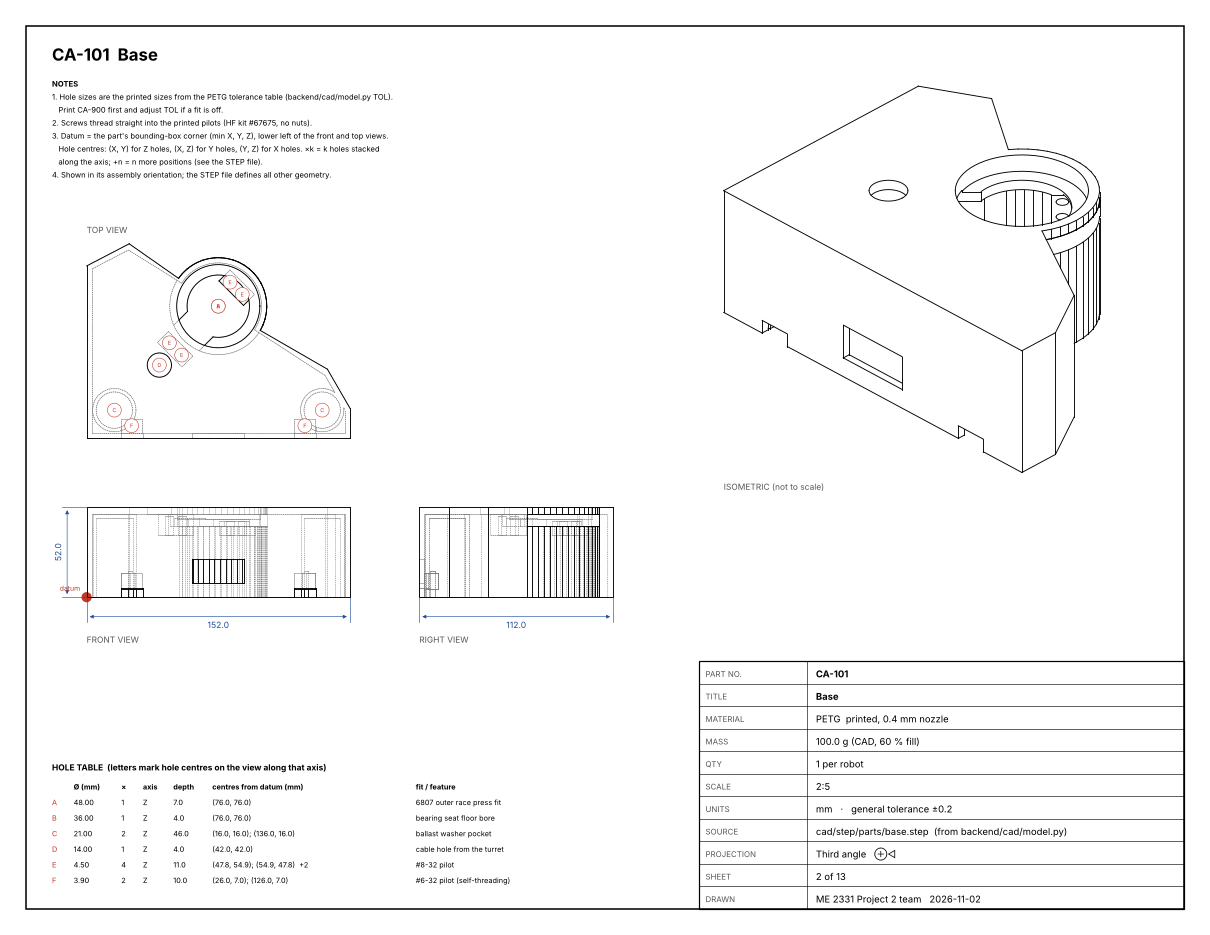 CA-101 Base
NOTES
1. Hole sizes are the printed sizes from the PETG tolerance table (backend/cad/model.py TOL).
Print CA-900 first and adjust TOL if a fit is off.
2. Screws thread straight into the printed pilots (HF kit #67675, no nuts).
3. Datum = the part's bounding-box corner (min X, Y, Z), lower left of the front and top views.
Hole centres: (X, Y) for Z holes, (X, Z) for Y holes, (Y, Z) for X holes. ×k = k holes stacked
along the axis; +n = n more positions (see the STEP file).
4. Shown in its assembly orientation; the STEP file defines all other geometry.
TOP VIEW
E
E
A
E
E
D
C
C
F
F
ISOMETRIC (not to scale)
52.0
datum
152.0
112.0
FRONT VIEW
RIGHT VIEW
PART NO. CA-101
TITLE Base
MATERIAL PETG printed, 0.4 mm nozzle
MASS 100.0 g (CAD, 60 % fill)
QTY 1 per robot
SCALE 2:5
UNITS mm · general tolerance ±0.2
SOURCE cad/step/parts/base.step (from backend/cad/model.py)
PROJECTION Third angle
SHEET 2 of 13
DRAWN ME 2331 Project 2 team 2026-11-02
HOLE TABLE (letters mark hole centres on the view along that axis)
Ø (mm) × axis depth centres from datum (mm) fit / feature
A 48.00 1 Z 7.0 (76.0, 76.0) 6807 outer race press fit
B 36.00 1 Z 4.0 (76.0, 76.0) bearing seat floor bore
C 21.00 2 Z 46.0 (16.0, 16.0); (136.0, 16.0) ballast washer pocket
D 14.00 1 Z 4.0 (42.0, 42.0) cable hole from the turret
E 4.50 4 Z 11.0 (47.8, 54.9); (54.9, 47.8) +2 #8-32 pilot
F 3.90 2 Z 10.0 (26.0, 7.0); (126.0, 7.0) #6-32 pilot (self-threading)